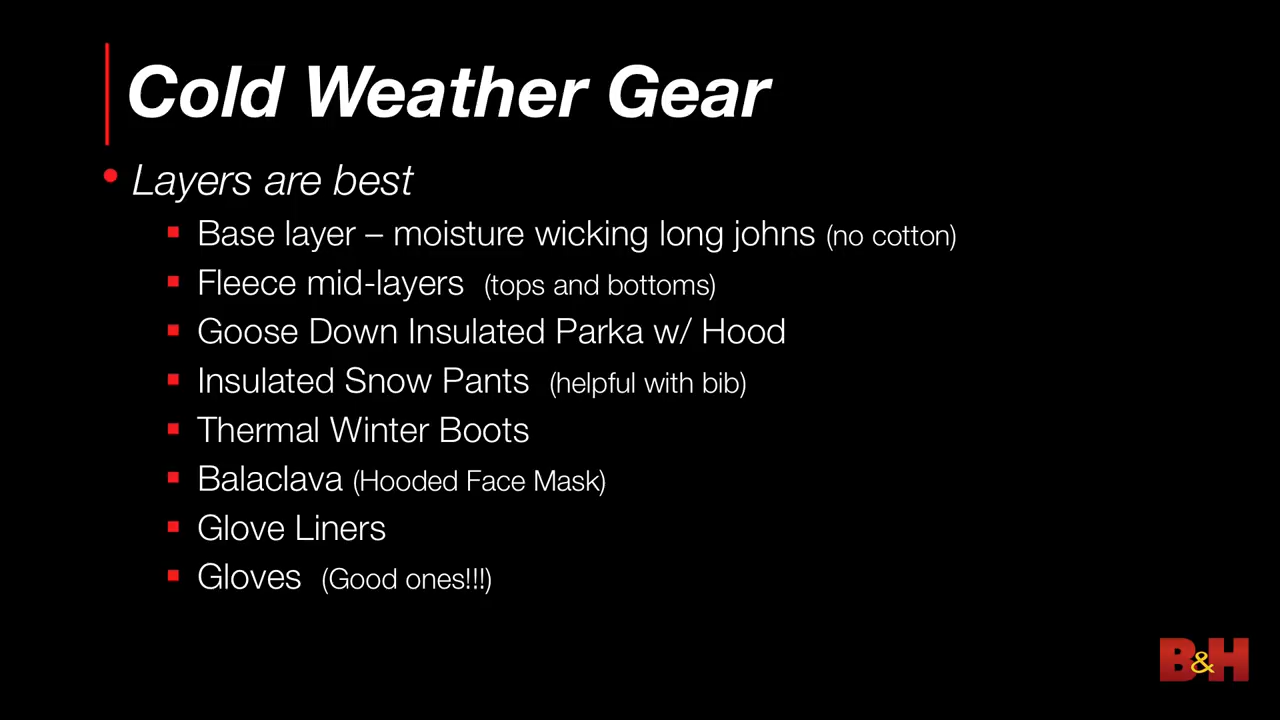 Cold Weather Gear
• Layers are best
▪ Base layer – moisture wicking long johns (no cotton)
▪ Fleece mid-layers (tops and bottoms)
▪ Goose Down Insulated Parka w/ Hood
▪ Insulated Snow Pants (helpful with bib)
▪ Thermal Winter Boots
▪ Balaclava (Hooded Face Mask)
▪ Glove Liners
▪ Gloves (Good ones!!!)
B&H